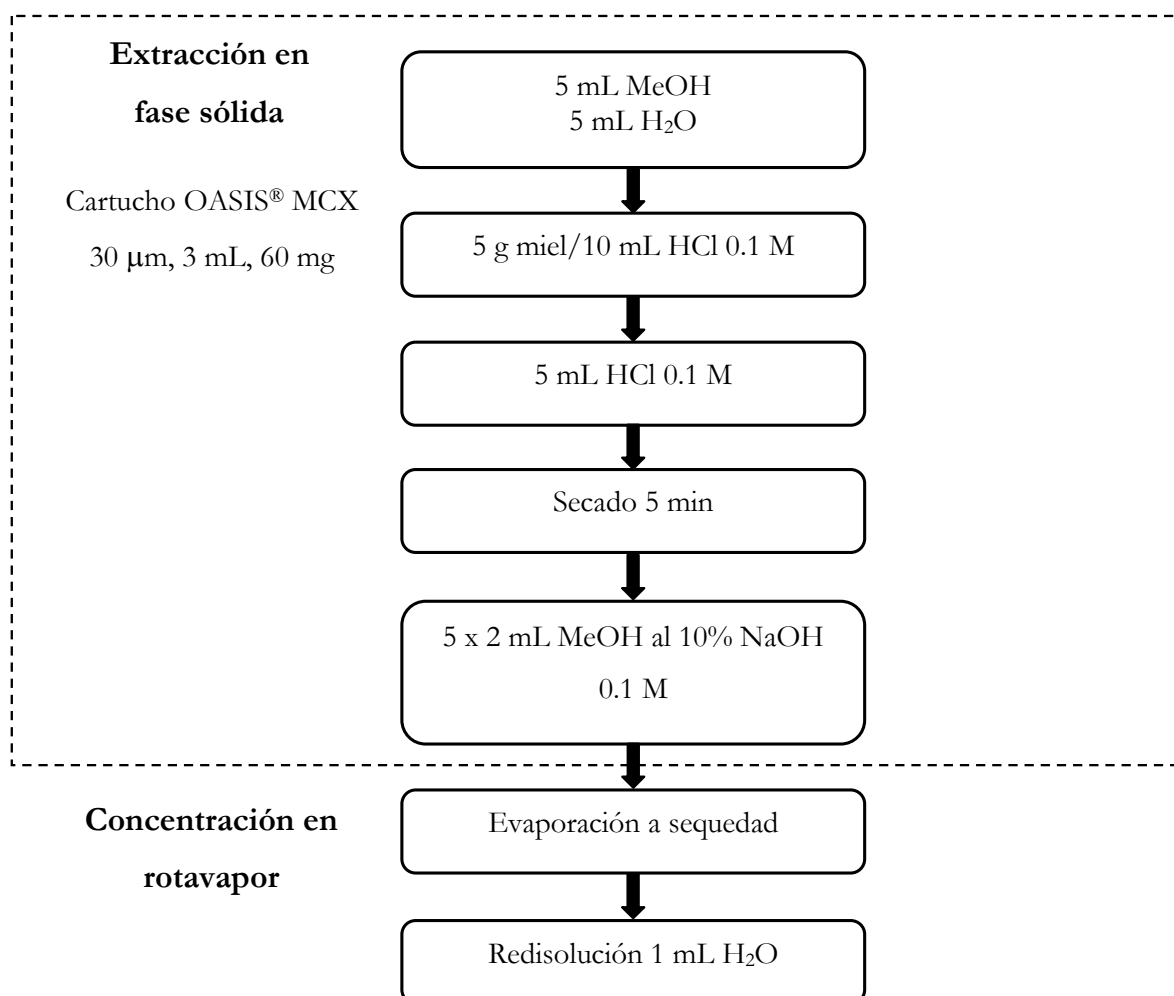 Extracción en
fase sólida
Cartucho OASIS® MCX
30 μm, 3 mL, 60 mg
5 mL MeOH
5 mL H₂O
5 g miel/10 mL HCl 0.1 M
5 mL HCl 0.1 M
Secado 5 min
5 x 2 mL MeOH al 10% NaOH
0.1 M
Concentración en
rotavapor
Evaporación a sequedad
Redisolución 1 mL H₂O